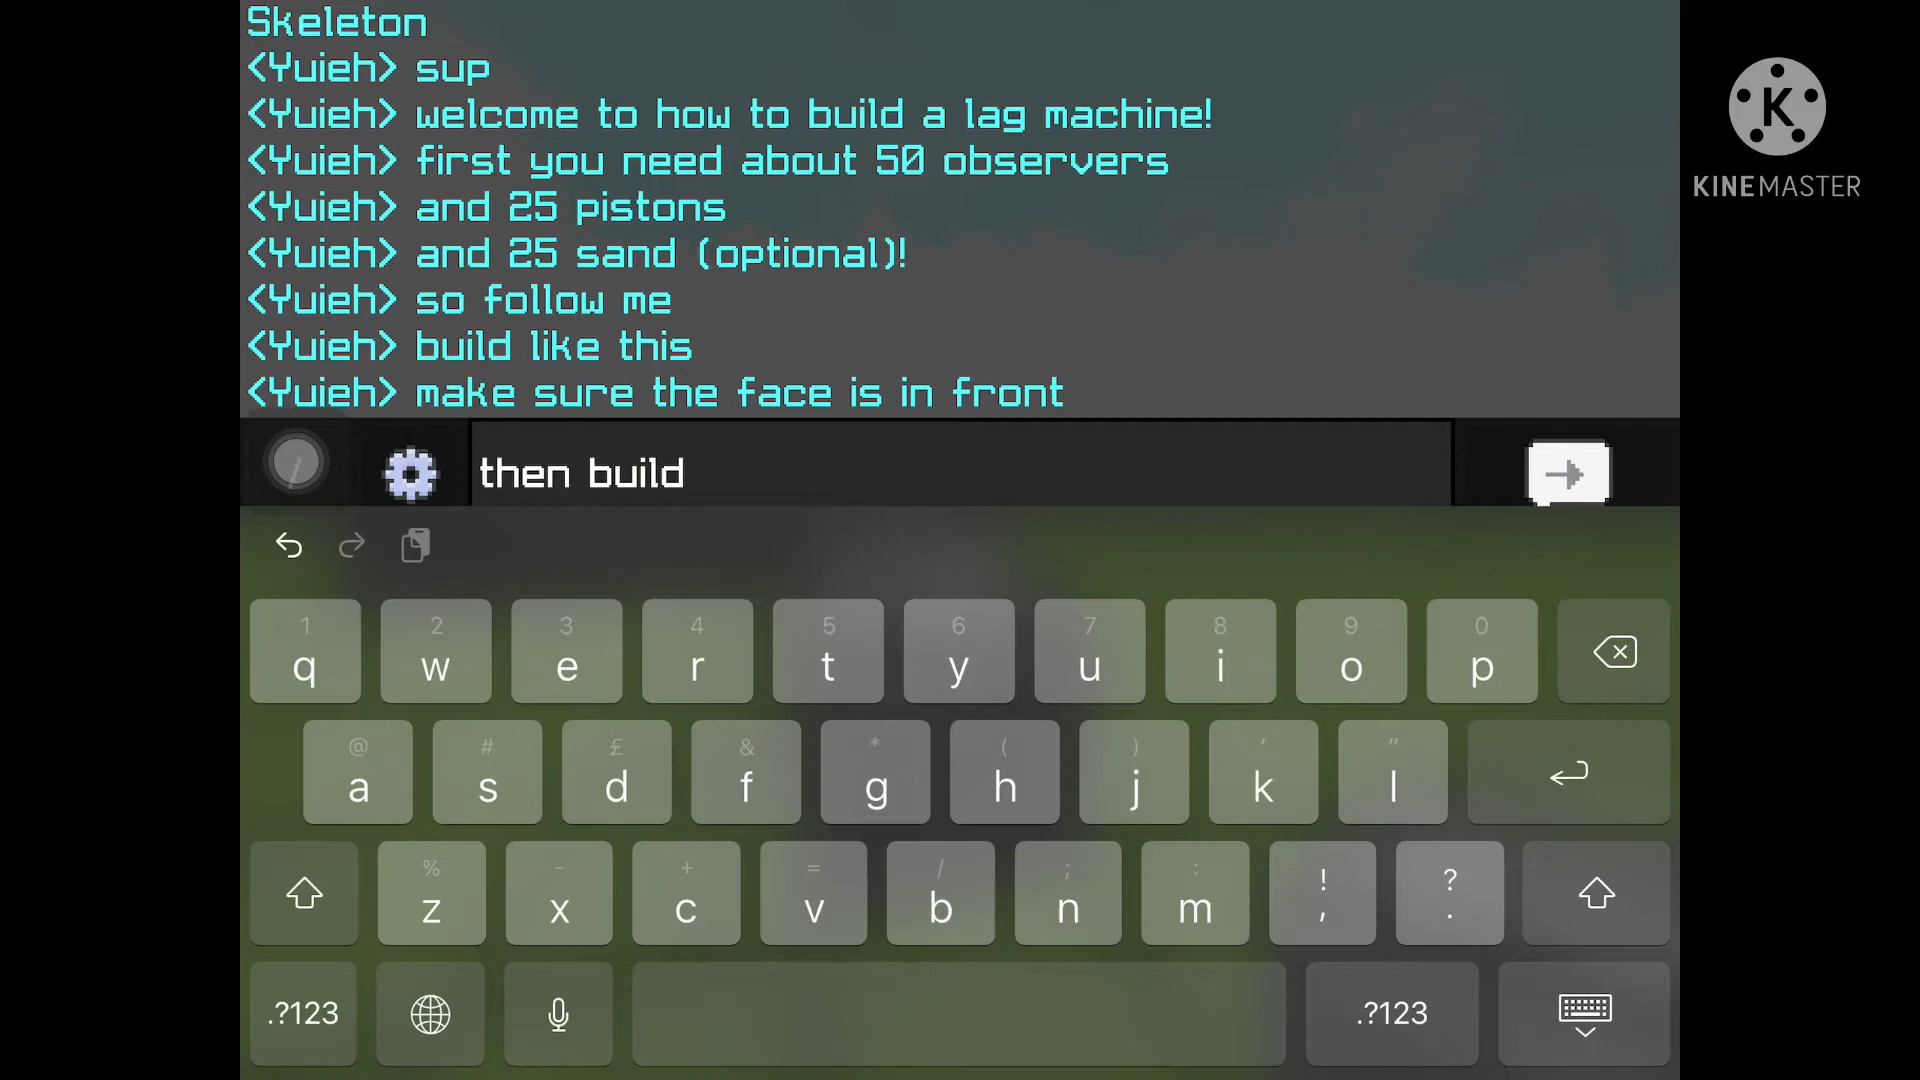 Skeleton
<Yuieh> sup
<Yuieh> welcome to how to build a lag machine!
<Yuieh> first you need about 50 observers
<Yuieh> and 25 pistons
<Yuieh> and 25 sand (optional)!
<Yuieh> so follow me
<Yuieh> build like this
<Yuieh> make sure the face is in front
then build
K
KINEMASTER
1 2 3 4 5 6 7 8 9 0
q w e r t y u i o p
@ # £ & * ( ) ' "
a s d f g h j k l
% - + = / ; : ! ?
z x c v b n m , .
.?123 .?123